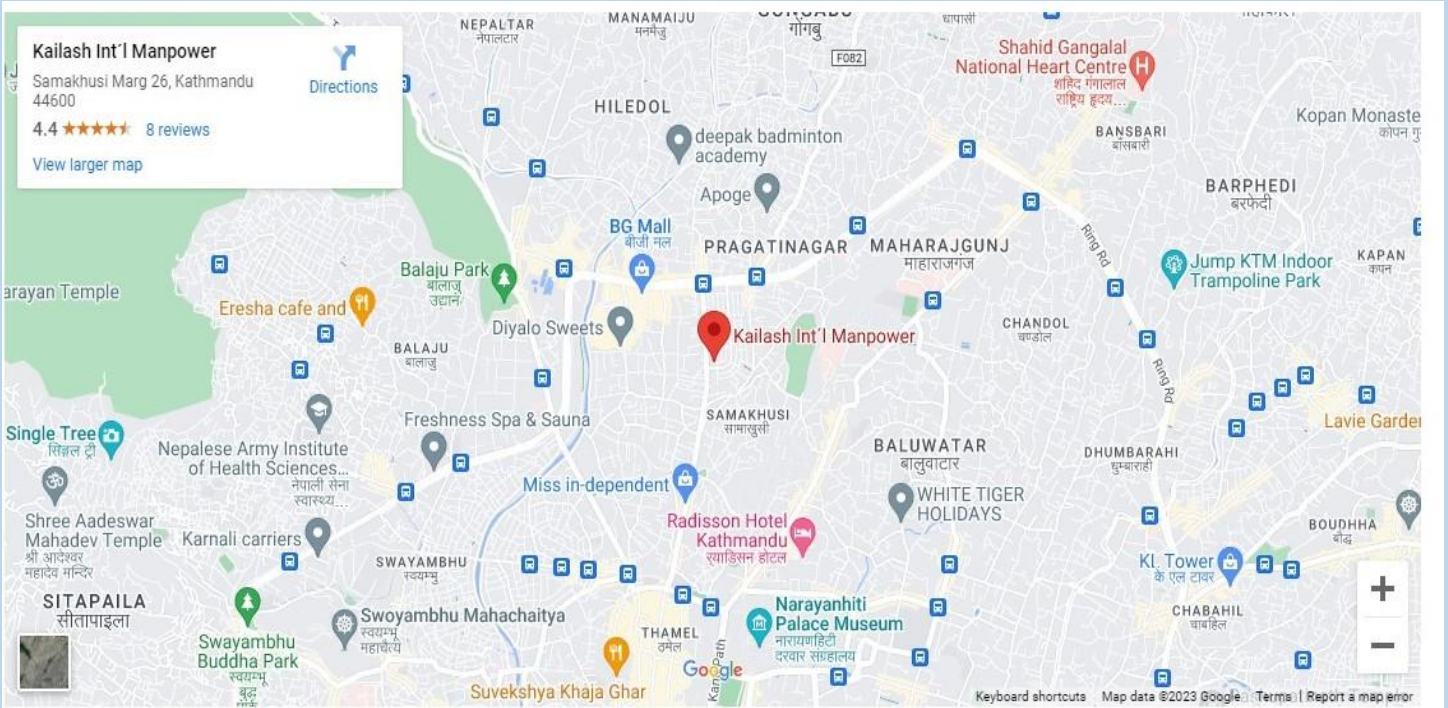 Kailash Int´l Manpower
Samakhusi Marg 26, Kathmandu
44600
4.4
8 reviews
View larger map
Directions
NEPALTAR
नेपालटार
MANAMAIJU
मनमैजु
गोंगबु
धापासी
F082
Shahid Gangalal
National Heart Centre
शहिद गंगालाल
राष्ट्रिय हृदय...
HILEDOL
deepak badminton
academy
BANSBARI
बाँसबारी
Kopan Monaste
Apoge
BARPHEDI
बरफेदी
BG Mall
PRAGATINAGAR
MAHARAJGUNJ
माहाराजगंज
Ring Rd
KAPAN
कपन
Jump KTM Indoor
Trampoline Park
arayan Temple
Balaju Park
बालाजु
उद्यान
Eresha cafe and
Diyalo Sweets
Kailash Int´l Manpower
CHANDOL
चण्डोल
BALAJU
बालाजु
Ring Rd
Freshness Spa & Sauna
SAMAKHUSI
सामाखुसी
Lavie Garder
Single Tree
सिङ्गल ट्री
Nepalese Army Institute
of Health Sciences...
नेपाली सेना
स्वास्थ्य...
BALUWATAR
बालुवाटार
DHUMBARAHI
धुम्बाराही
Miss in-dependent
WHITE TIGER
HOLIDAYS
Shree Aadeswar
Mahadev Temple
श्री आदेश्वर
महादेव मन्दिर
Karnali carriers
Radisson Hotel
Kathmandu
र्‍याडिसन होटल
BOUDHHA
बौद्ध
SWAYAMBHU
स्वयम्भु
KL Tower
के एल टावर
SITAPAILA
सीतापाइला
Swoyambhu Mahachaitya
स्वयम्भू
महाचैत्य
Narayanhiti
Palace Museum
नारायणहिटी
दरवार संग्रहालय
CHABAHIL
चाबहिल
Swayambhu
Buddha Park
स्वयम्भू
बुद्ध
THAMEL
ठमेल
Suvekshya Khaja Ghar
Google
Keyboard shortcuts Map data ©2023 Google Terms Report a map error